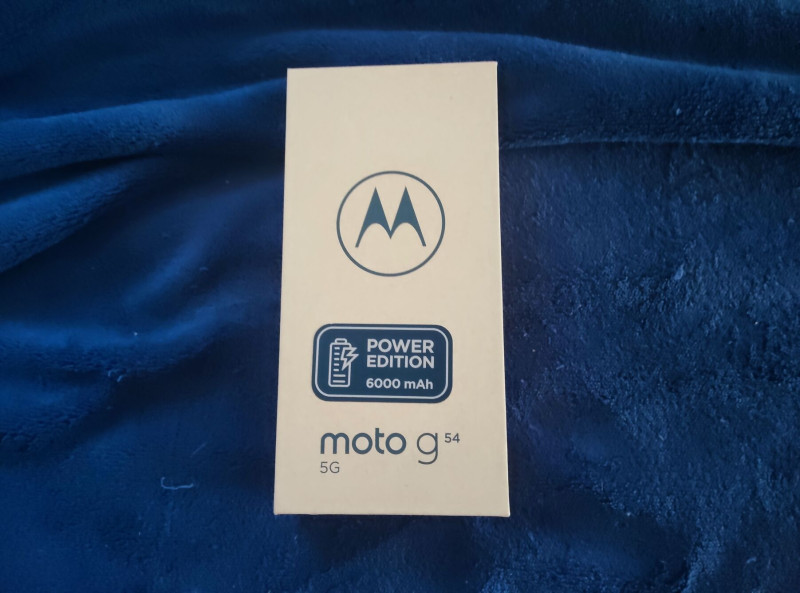 POWER
EDITION
6000 mAh
moto g 54
5G